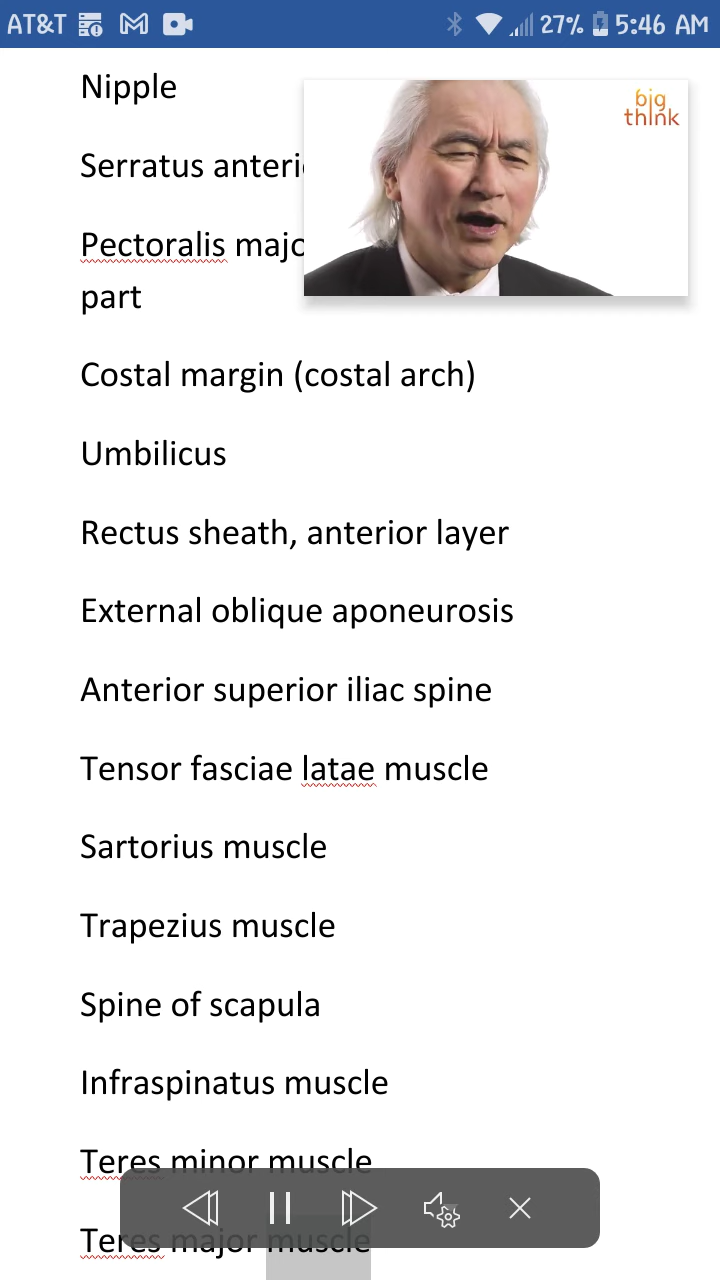 AT&T 27% 5:46 AM
Nipple
big
think
Serratus
Pectoralis
part
Costal margin (costal arch)
Umbilicus
Rectus sheath, anterior layer
External oblique aponeurosis
Anterior superior iliac spine
Tensor fasciae latae muscle
Sartorius muscle
Trapezius muscle
Spine of scapula
Infraspinatus muscle
Teres minor muscle
Teres major muscle